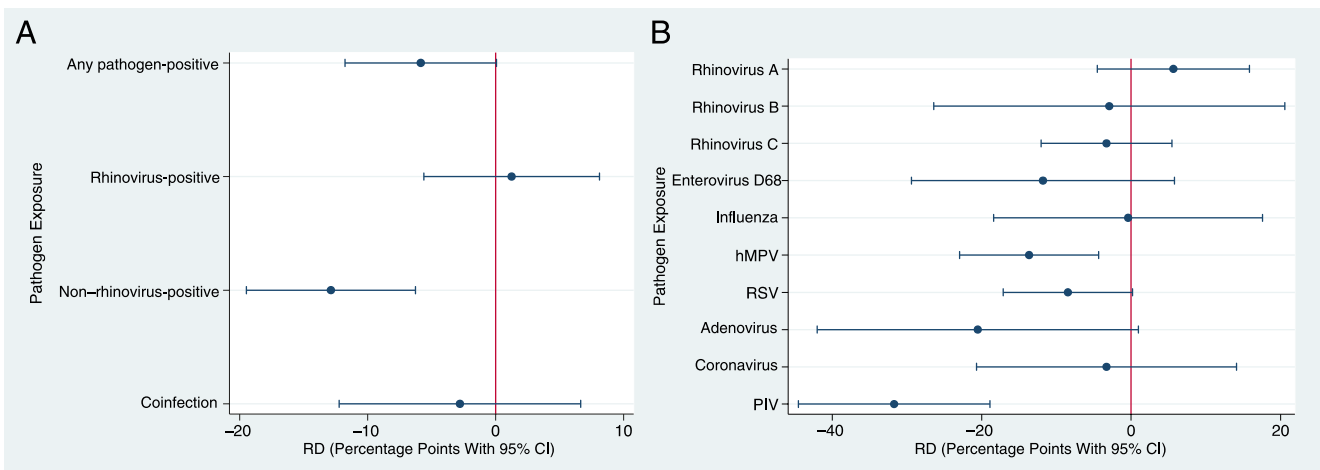 A
Pathogen Exposure
Any pathogen-positive
Rhinovirus-positive
Non–rhinovirus-positive
Coinfection
–20 –10 0 10
RD (Percentage Points With 95% CI)
B
Pathogen Exposure
Rhinovirus A
Rhinovirus B
Rhinovirus C
Enterovirus D68
Influenza
hMPV
RSV
Adenovirus
Coronavirus
PIV
–40 –20 0 20
RD (Percentage Points With 95% CI)